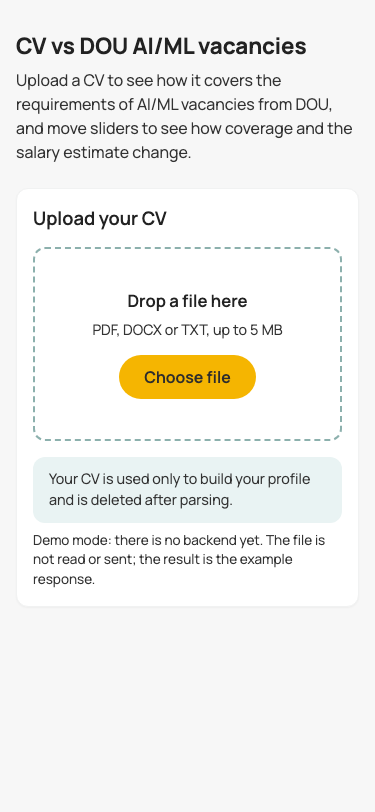 CV vs DOU AI/ML vacancies
Upload a CV to see how it covers the
requirements of AI/ML vacancies from DOU,
and move sliders to see how coverage and the
salary estimate change.
Upload your CV
Drop a file here
PDF, DOCX or TXT, up to 5 MB
Choose file
Your CV is used only to build your profile
and is deleted after parsing.
Demo mode: there is no backend yet. The file is
not read or sent; the result is the example
response.